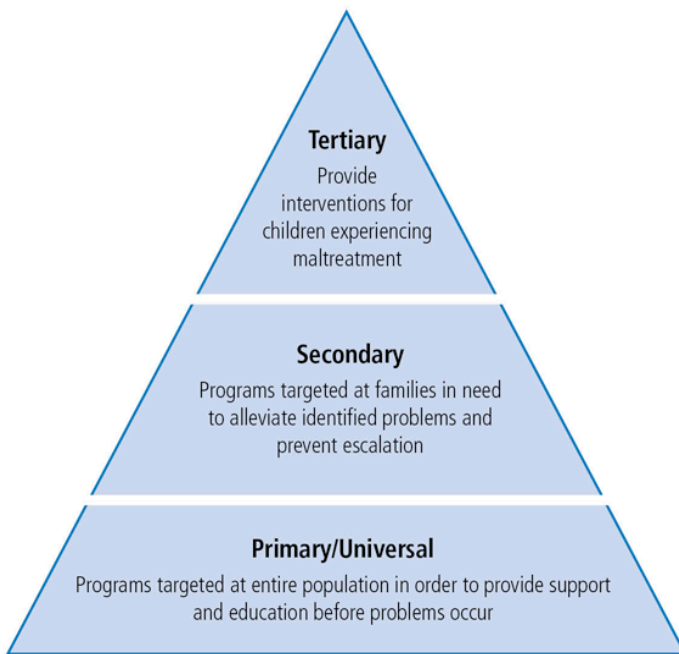 Tertiary
Provide
interventions for
children experiencing
maltreatment
Secondary
Programs targeted at families in need
to alleviate identified problems and
prevent escalation
Primary/Universal
Programs targeted at entire population in order to provide support
and education before problems occur